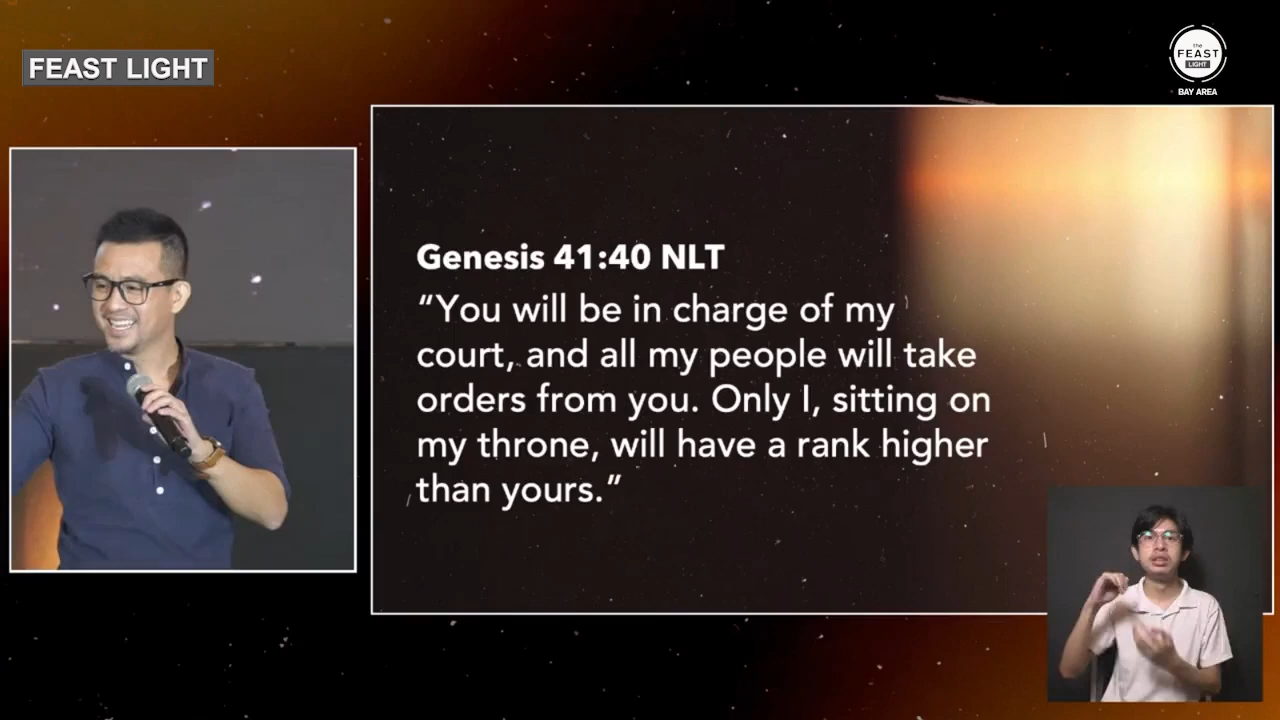 FEAST LIGHT
the
FEAST
LIGHT
BAY AREA
Genesis 41:40 NLT
“You will be in charge of my
court, and all my people will take
orders from you. Only I, sitting on
my throne, will have a rank higher
than yours.”